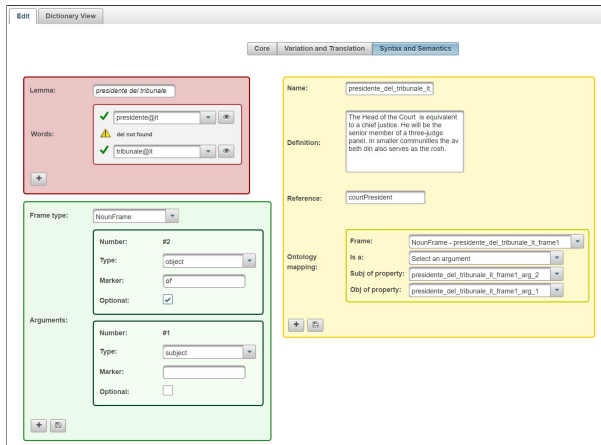 Edit Dictionary View
Core Variation and Translation Syntax and Semantics
Lemma: presidente del tribunale
Words:
presidente@it
del not found
tribunale@it
+
Frame type: NounFrame
Arguments:
Number: #2
Type: object
Marker: of
Optional:
Number: #1
Type: subject
Marker:
Optional:
+
Name: presidente_del_tribunale_it
Definition:
The Head of the Court is equivalent
to a chief justice. He will be the
senior member of a three-judge
panel. In smaller communities the av
beth din also serves as the rosh.
Reference: courtPresident
Ontology
mapping:
Frame: NounFrame - presidente_del_tribunale_it_frame1
Is a: Select an argument
Subj of property: presidente_del_tribunale_it_frame1_arg_2
Obj of property: presidente_del_tribunale_it_frame1_arg_1
+